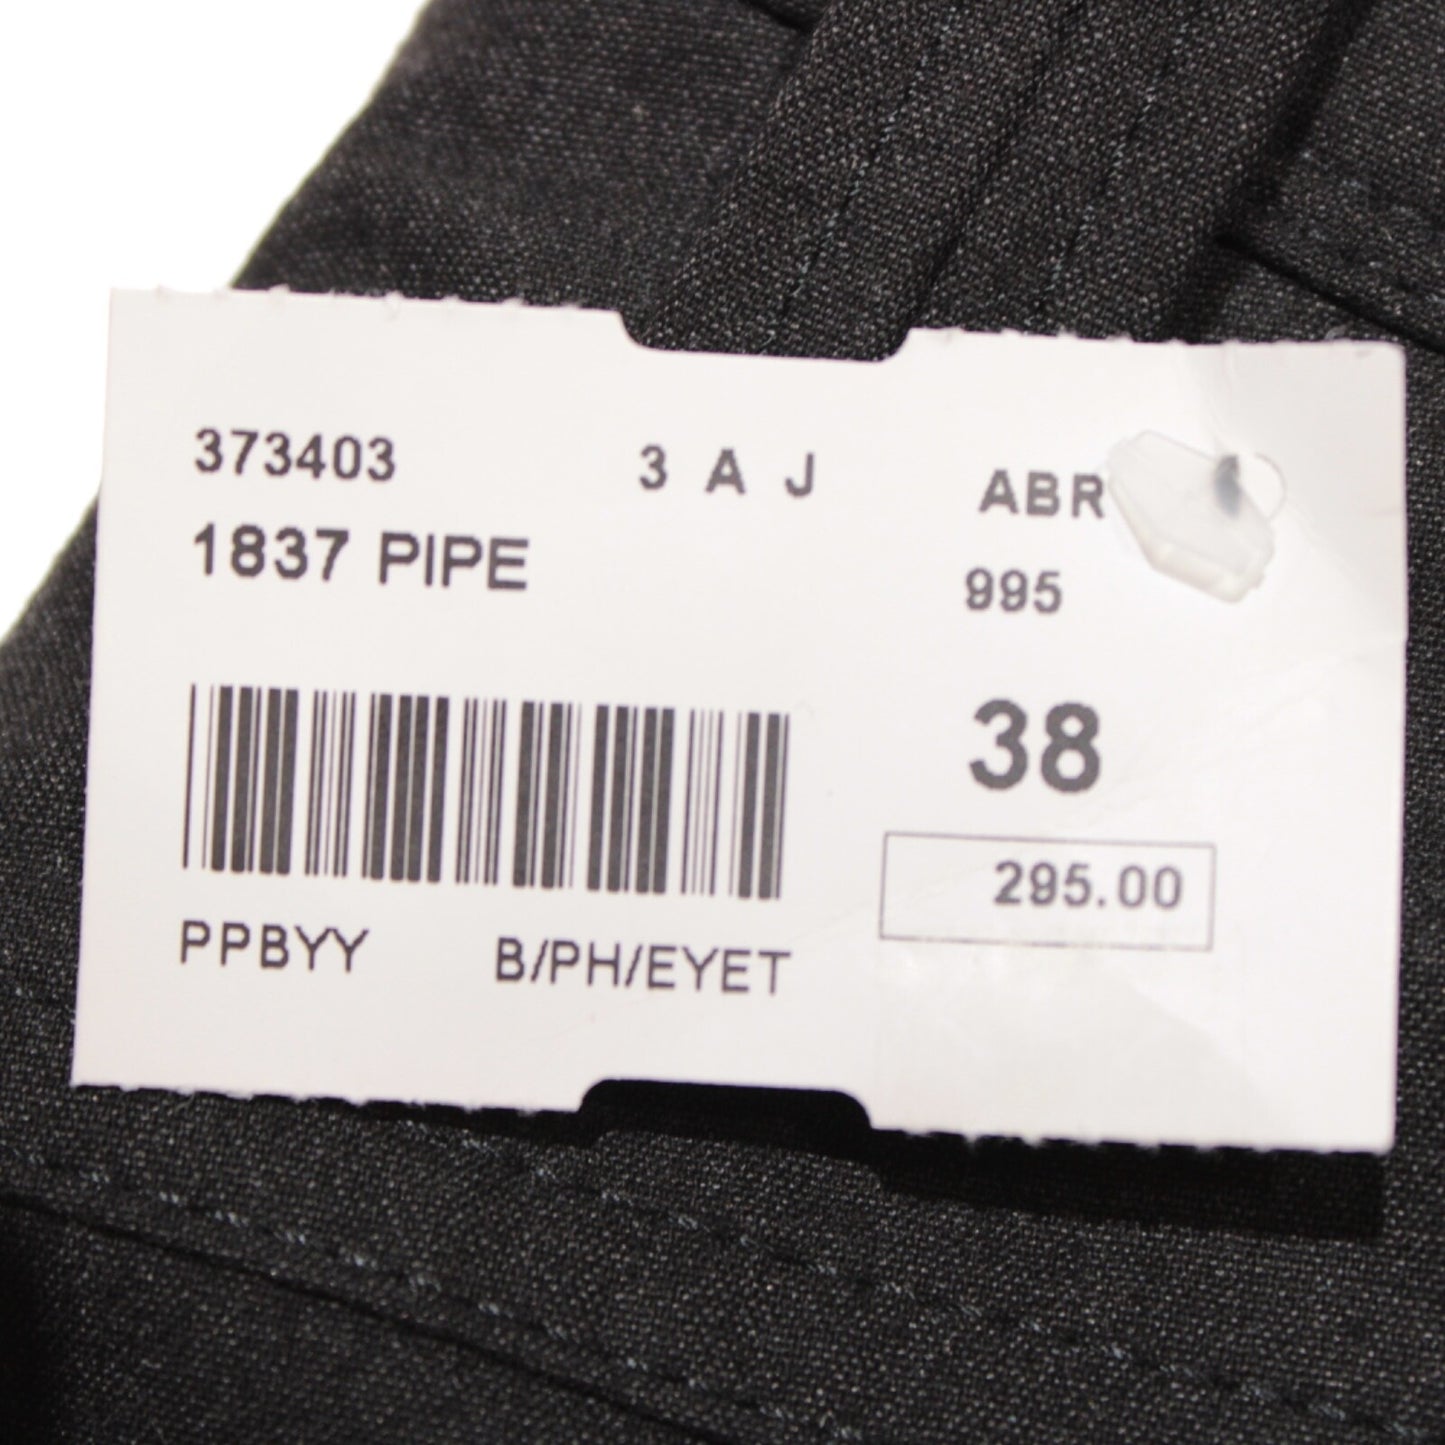 373403 3 A J ABR
1837 PIPE 995
38
295.00
PPBYY B/PH/EYET